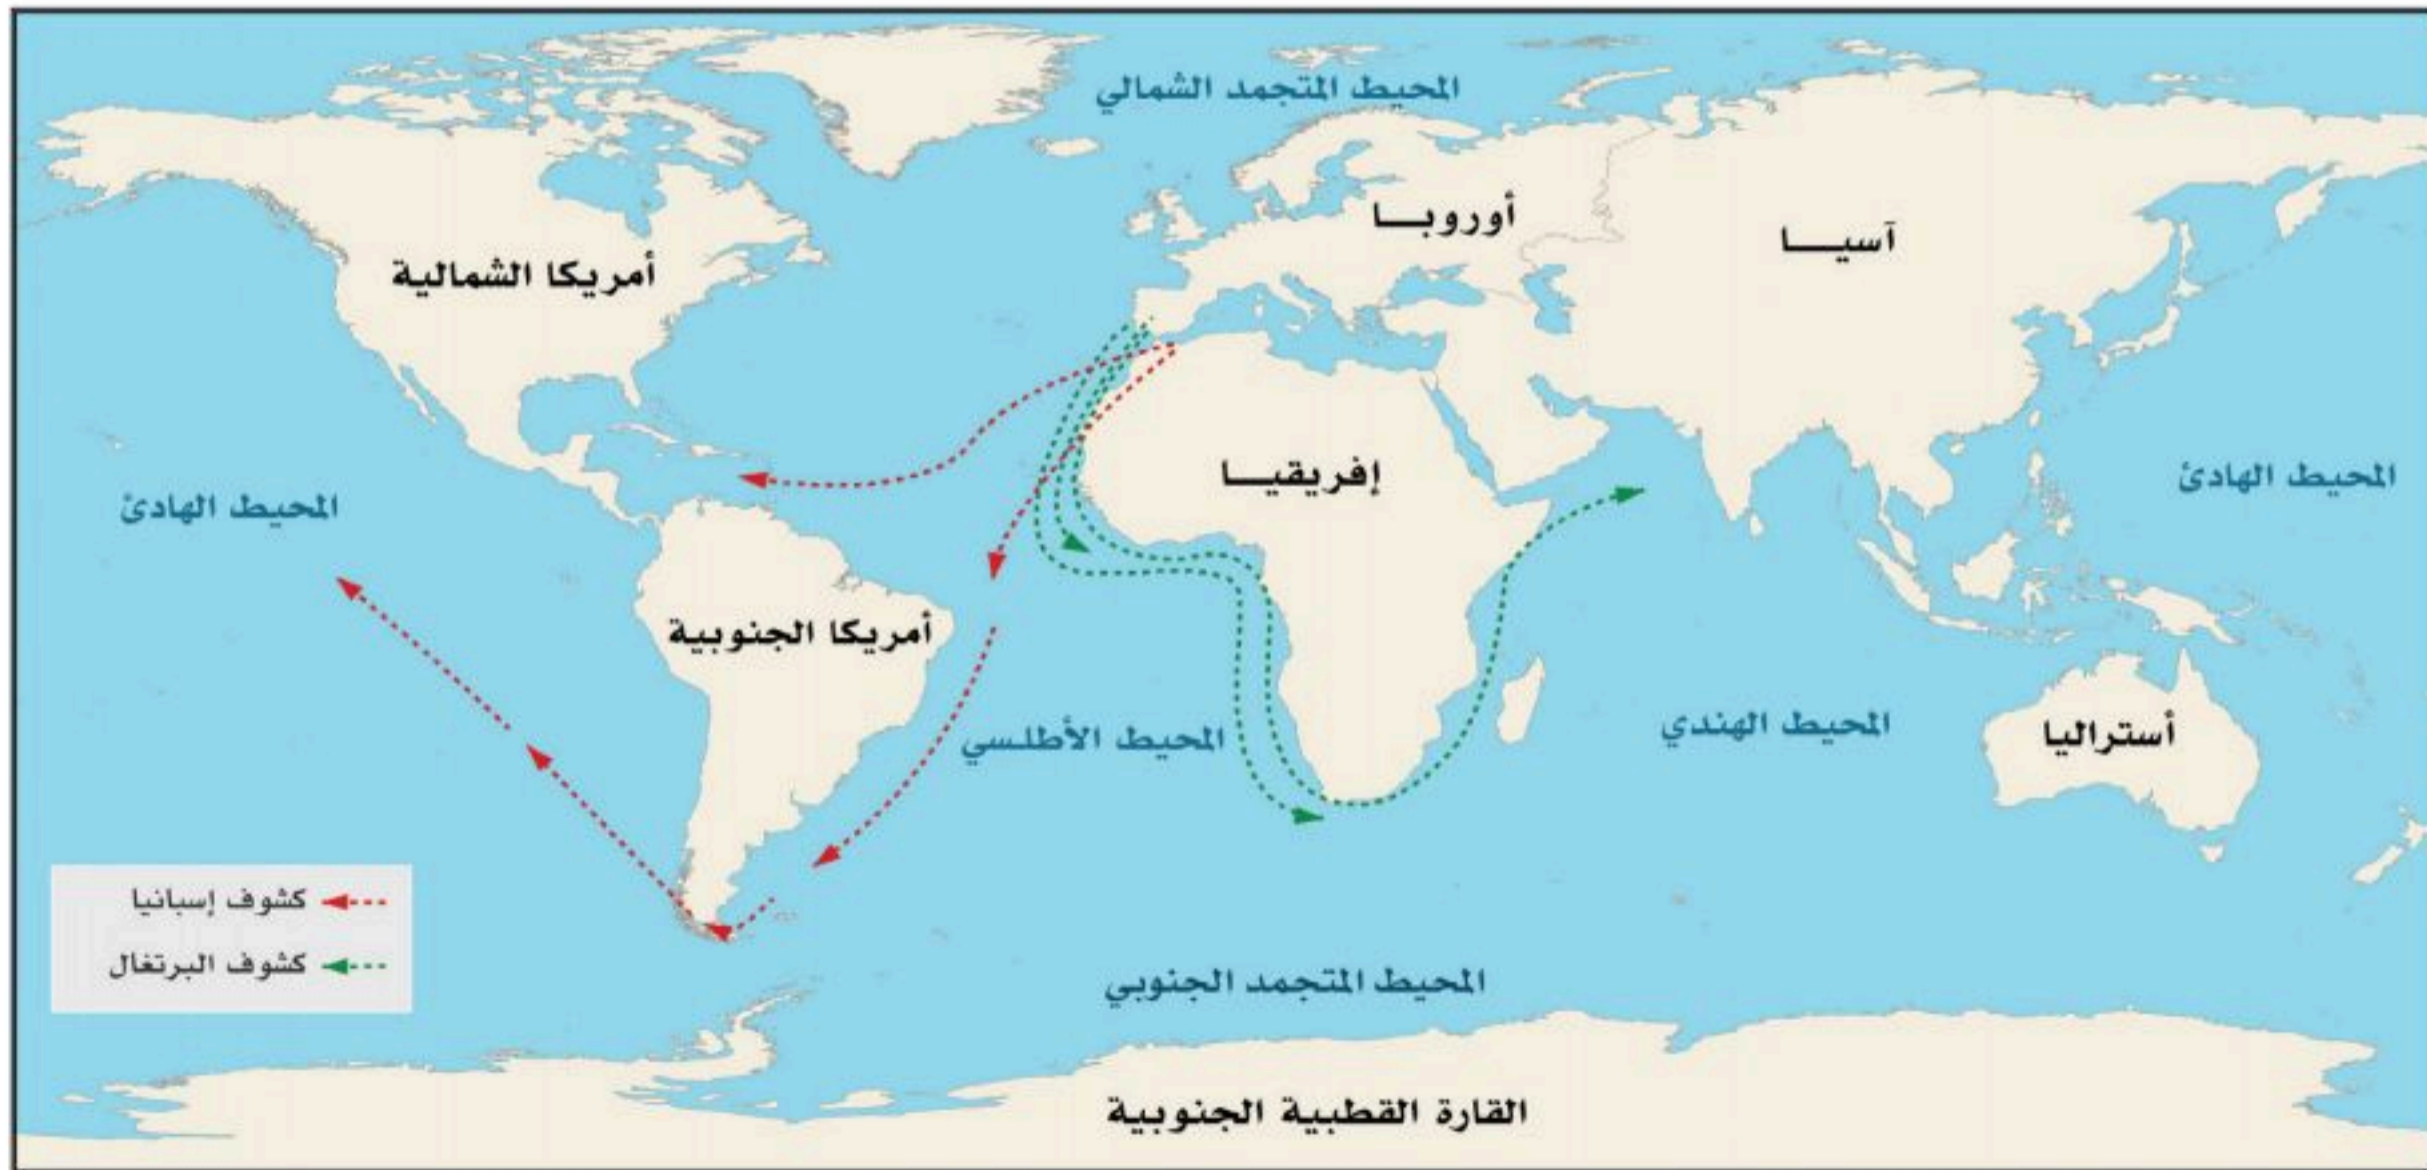 المحيط المتجمد الشمالي
أوروبـــا
آسيـــا
أمريكا الشمالية
إفريقيـــا
المحيط الهادئ
المحيط الهادئ
أمريكا الجنوبية
المحيط الأطلسي
المحيط الهندي
أستراليا
كشوف إسبانيا
كشوف البرتغال
المحيط المتجمد الجنوبي
القارة القطبية الجنوبية